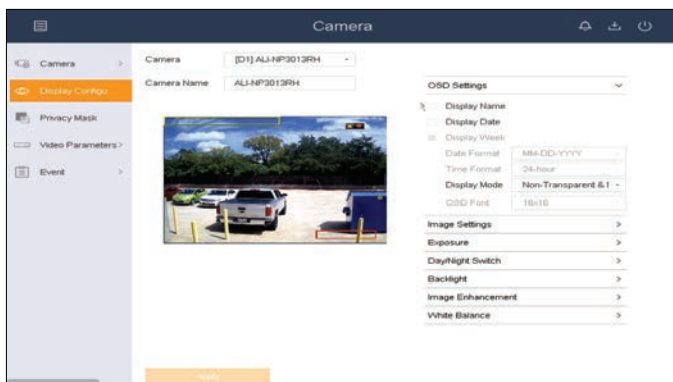 Camera
Camera
Display Configu...
Privacy Mask
Video Parameters
Event
Camera [D1] ALI-NP3013RH
Camera Name ALI-NP3013RH
OSD Settings
Display Name
Display Date
Display Week
Date Format MM-DD-YYYY
Time Format 24-hour
Display Mode Non-Transparent &
OSD Font 16x16
Image Settings
Exposure
Day/Night Switch
Backlight
Image Enhancement
White Balance
Apply